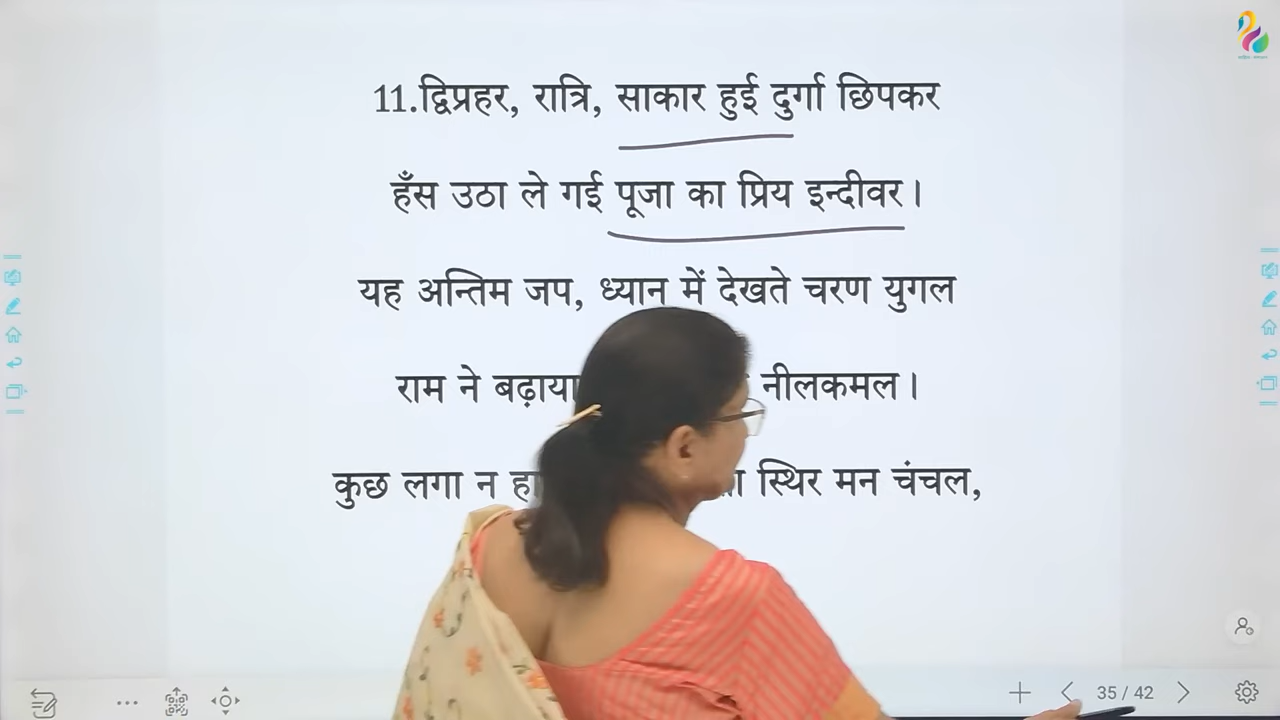 11.द्विप्रहर, रात्रि, साकार हुई दुर्गा छिपकर
हँस उठा ले गई पूजा का प्रिय इन्दीवर।
यह अन्तिम जप, ध्यान में देखते चरण युगल
राम ने बढ़ाया नीलकमल।
कुछ लगा न स्थिर मन चंचल,
35 / 42